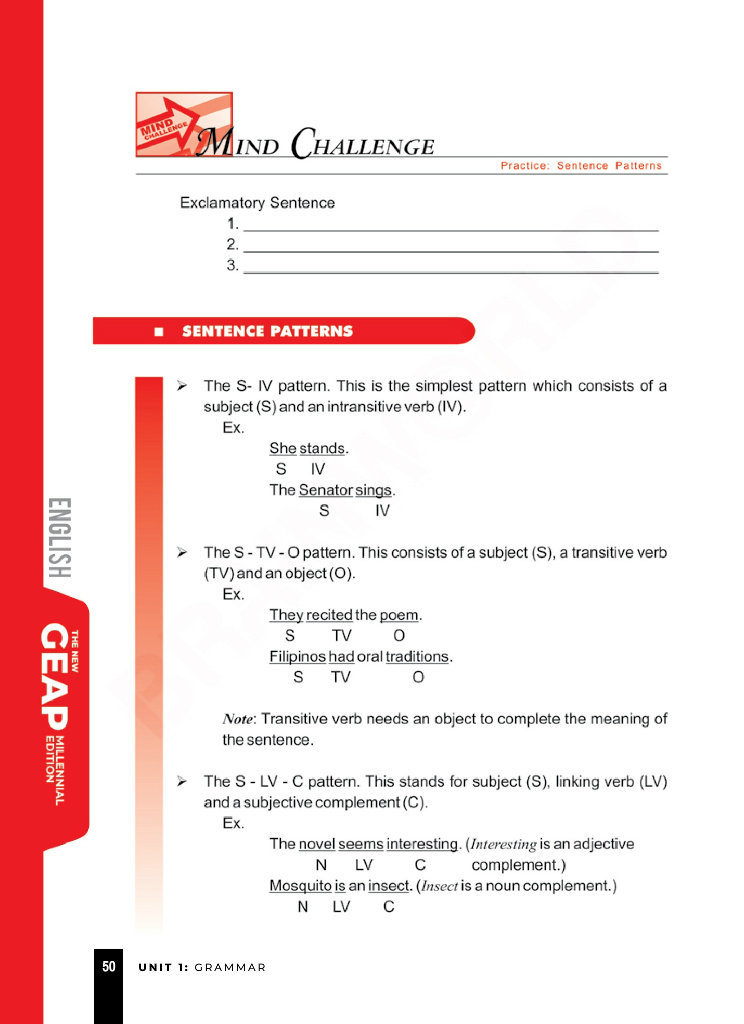 MIND CHALLENGE
MIND CHALLENGE
Practice: Sentence Patterns
Exclamatory Sentence
1. ______________________________
2. ______________________________
3. ______________________________
SENTENCE PATTERNS
➢ The S- IV pattern. This is the simplest pattern which consists of a
subject (S) and an intransitive verb (IV).
Ex.
She stands.
S IV
The Senator sings.
S IV
➢ The S - TV - O pattern. This consists of a subject (S), a transitive verb
(TV) and an object (O).
Ex.
They recited the poem.
S TV O
Filipinos had oral traditions.
S TV O
Note: Transitive verb needs an object to complete the meaning of
the sentence.
➢ The S - LV - C pattern. This stands for subject (S), linking verb (LV)
and a subjective complement (C).
Ex.
The novel seems interesting. (Interesting is an adjective
N LV C complement.)
Mosquito is an insect. (Insect is a noun complement.)
N LV C
ENGLISH
THE NEW
GEAP
MILLENNIAL
EDITION
50 UNIT 1: GRAMMAR
BRAINWORLD